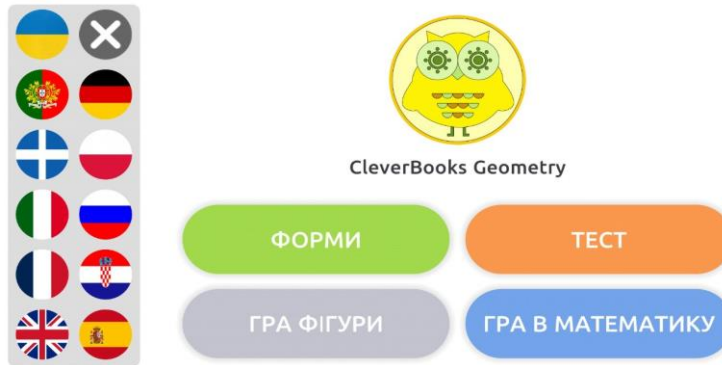 CleverBooks Geometry
ФОРМИ
ТЕСТ
ГРА ФІГУРИ
ГРА В МАТЕМАТИКУ